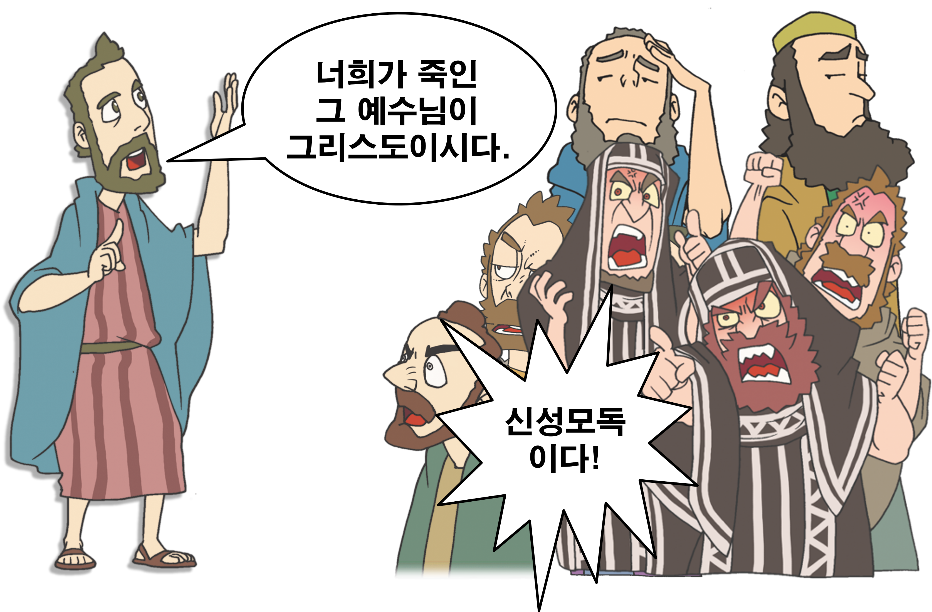 너희가 죽인
그 예수님이
그리스도이시다.
신성모독
이다!